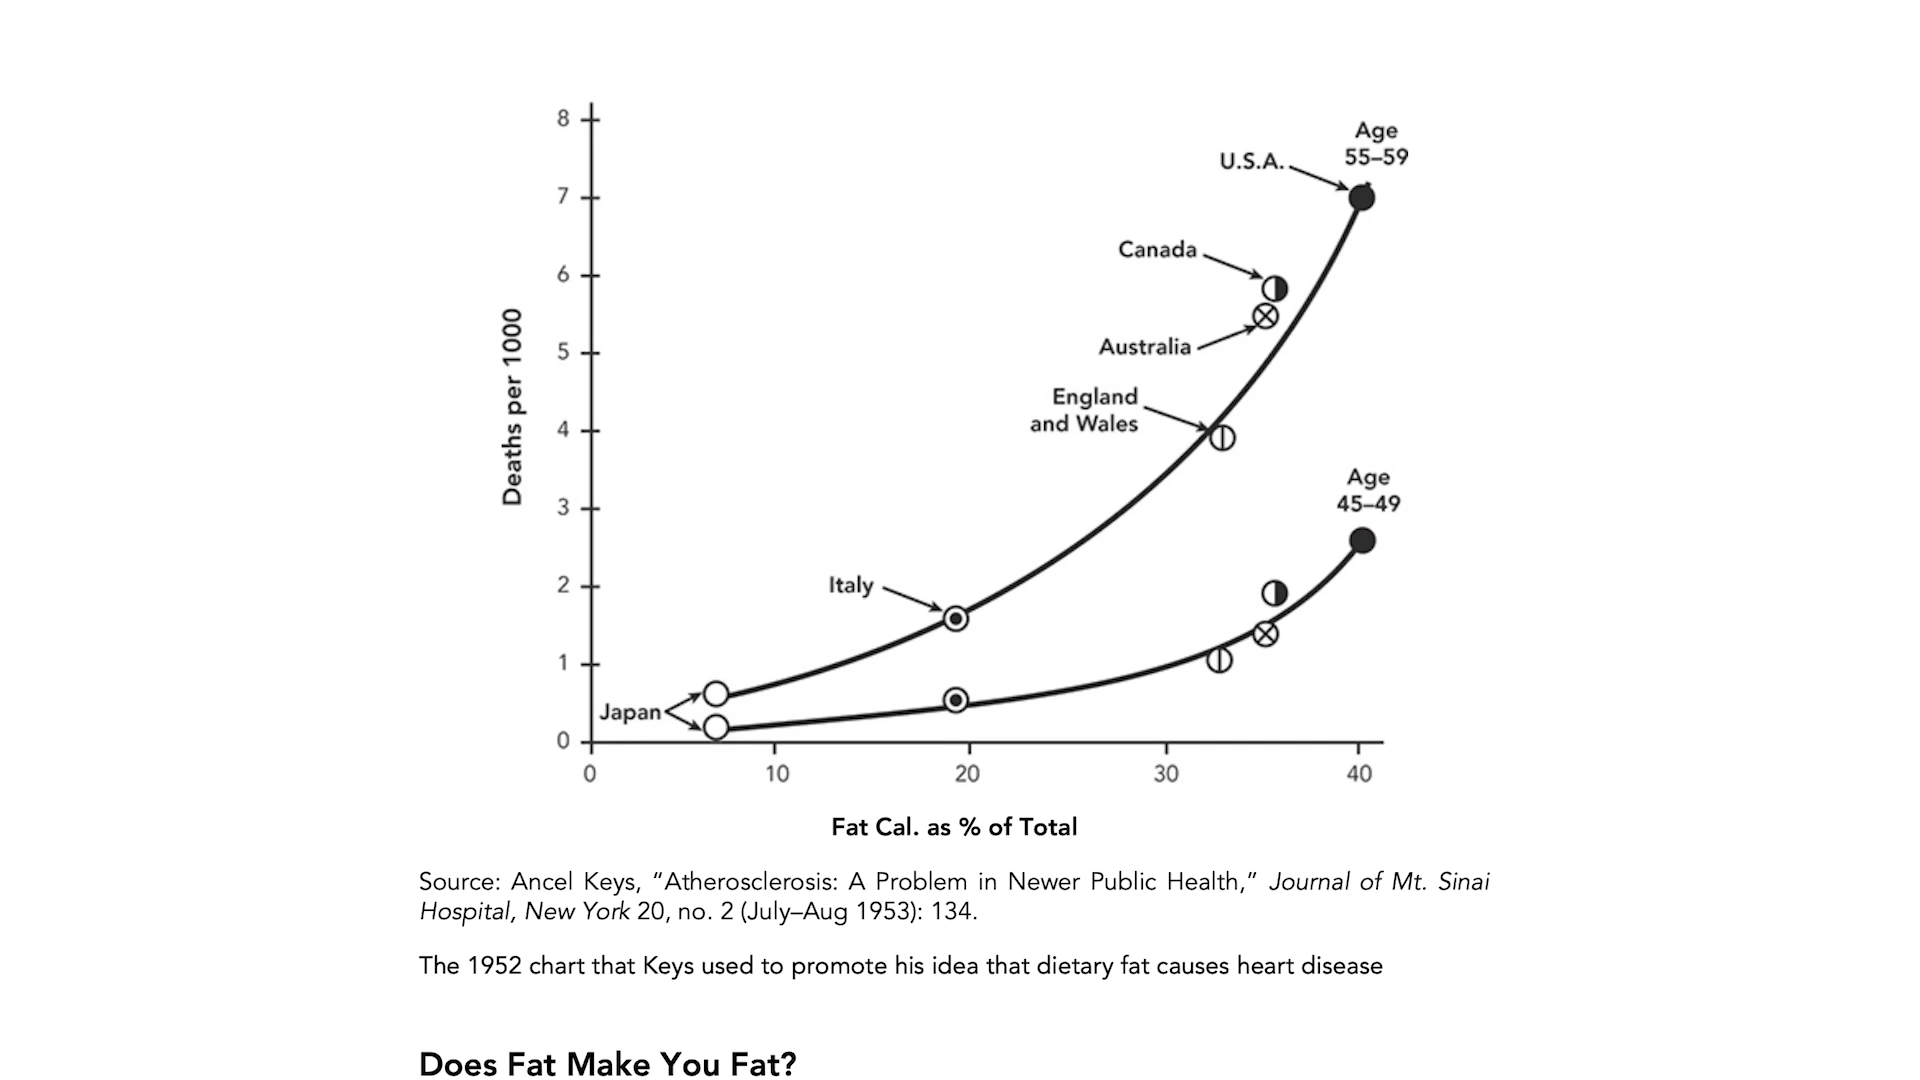 8
Age
55–59
U.S.A.
7
Canada
6
Australia
5
England
and Wales
4
Deaths per 1000
3
Age
45–49
Italy
2
1
Japan
0
0 10 20 30 40
Fat Cal. as % of Total
Source: Ancel Keys, “Atherosclerosis: A Problem in Newer Public Health,” Journal of Mt. Sinai
Hospital, New York 20, no. 2 (July–Aug 1953): 134.
The 1952 chart that Keys used to promote his idea that dietary fat causes heart disease
Does Fat Make You Fat?